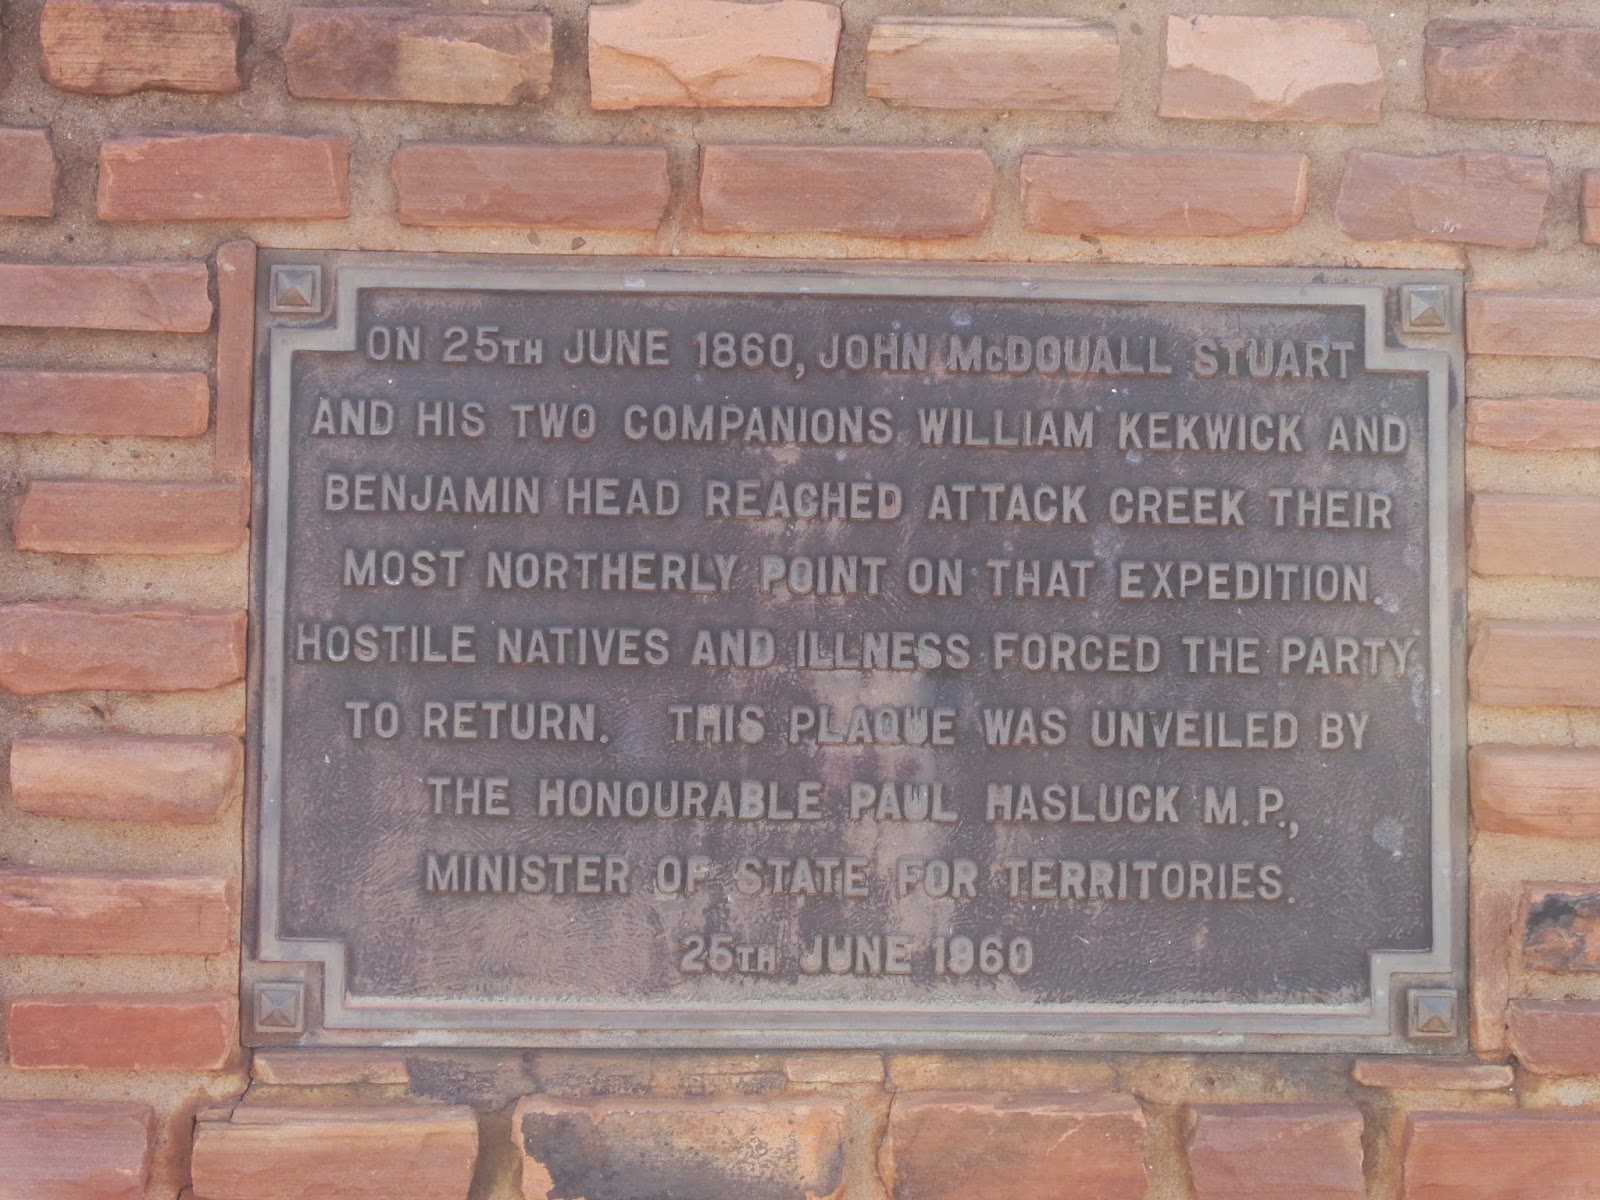 ON 25TH JUNE 1860, JOHN McDOUALL STUART
AND HIS TWO COMPANIONS WILLIAM KEKWICK AND
BENJAMIN HEAD REACHED ATTACK CREEK THEIR
MOST NORTHERLY POINT ON THAT EXPEDITION.
HOSTILE NATIVES AND ILLNESS FORCED THE PARTY
TO RETURN. THIS PLAQUE WAS UNVEILED BY
THE HONOURABLE PAUL HASLUCK M.P.,
MINISTER OF STATE FOR TERRITORIES.
25TH JUNE 1960